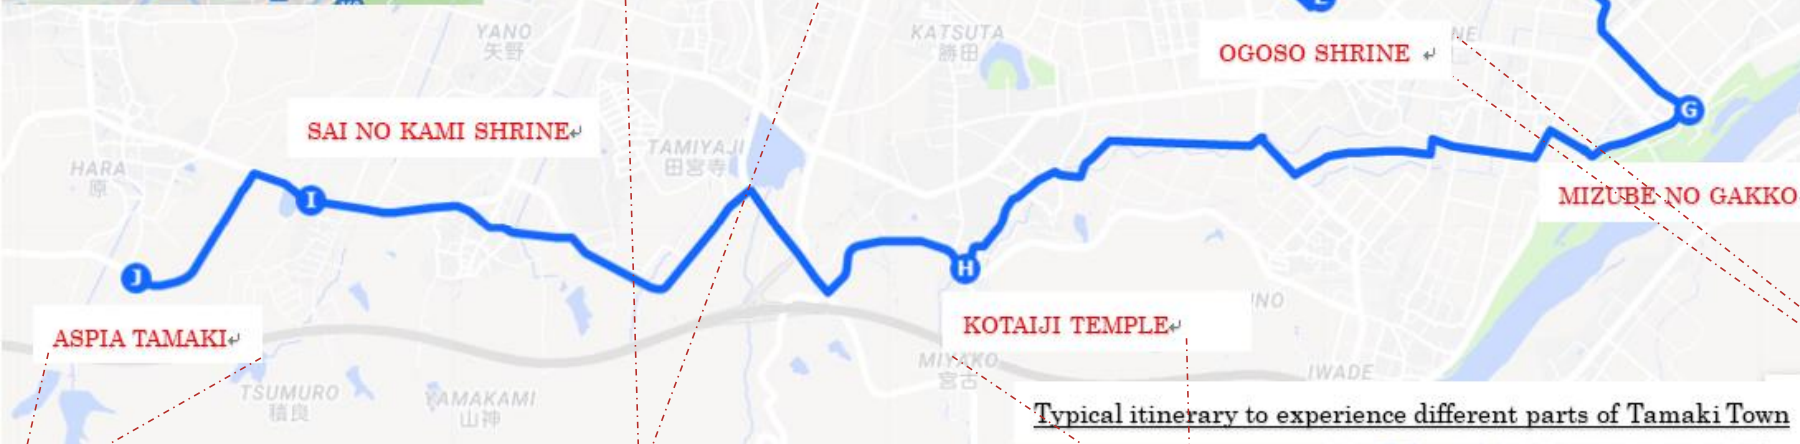 YANO
矢野
KATSUTA
勝田
OGOSO SHRINE ↵
NE
G
SAI NO KAMI SHRINE↵
TAMIYAJI
田宮寺
HARA
原
I
MIZUBE NO GAKKO
J
H
INO
ASPIA TAMAKI↵
KOTAIJI TEMPLE↵
MIYAKO
宮古
IWADE
TSUMURO
積良
YAMAKAMI
山神
Typical itinerary to experience different parts of Tamaki Town